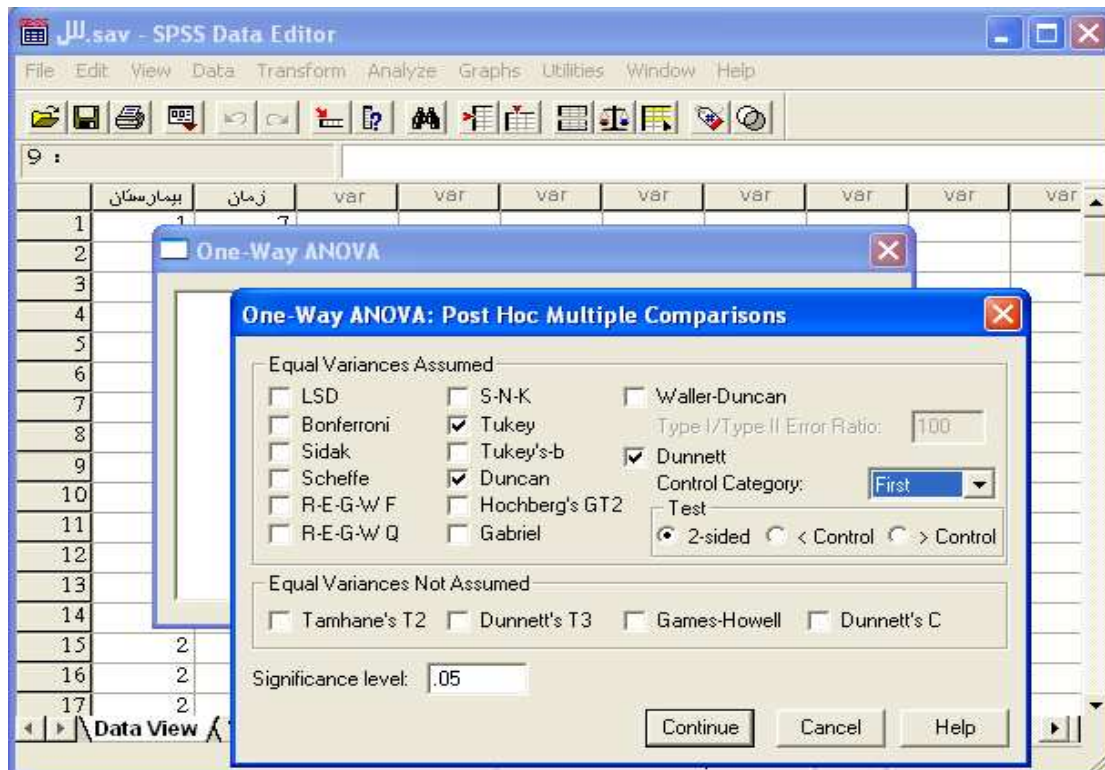 لل.sav - SPSS Data Editor
File Edit View Data Transform Analyze Graphs Utilities Window Help
9 :
بیمارستان زمان var var var var var var var var
1 1 7
2
3
4
5
6
7
8
9
10
11
12
13
14
15 2
16 2
17 2
One-Way ANOVA
One-Way ANOVA: Post Hoc Multiple Comparisons
Equal Variances Assumed
LSD S-N-K Waller-Duncan
Bonferroni Tukey Type I/Type II Error Ratio: 100
Sidak Tukey's-b Dunnett
Scheffe Duncan Control Category: First
R-E-G-W F Hochberg's GT2 Test
R-E-G-W Q Gabriel 2-sided < Control > Control
Equal Variances Not Assumed
Tamhane's T2 Dunnett's T3 Games-Howell Dunnett's C
Significance level: .05
Continue Cancel Help
Data View